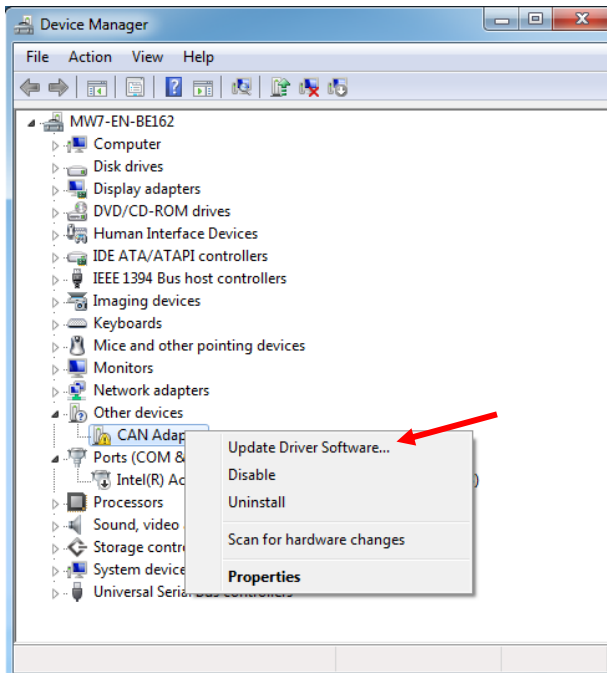 Device Manager
File Action View Help
MW7-EN-BE162
Computer
Disk drives
Display adapters
DVD/CD-ROM drives
Human Interface Devices
IDE ATA/ATAPI controllers
IEEE 1394 Bus host controllers
Imaging devices
Keyboards
Mice and other pointing devices
Monitors
Network adapters
Other devices
CAN Adap
Update Driver Software...
Ports (COM &
Disable
Intel(R) Ac )
Processors
Uninstall
Sound, video
Scan for hardware changes
Storage contr
System device
Properties
Universal Serial